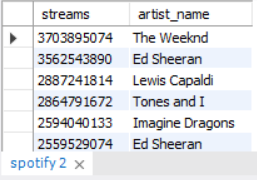 streams artist_name
3703895074 The Weeknd
3562543890 Ed Sheeran
2887241814 Lewis Capaldi
2864791672 Tones and I
2594040133 Imagine Dragons
2559529074 Ed Sheeran
spotify 2